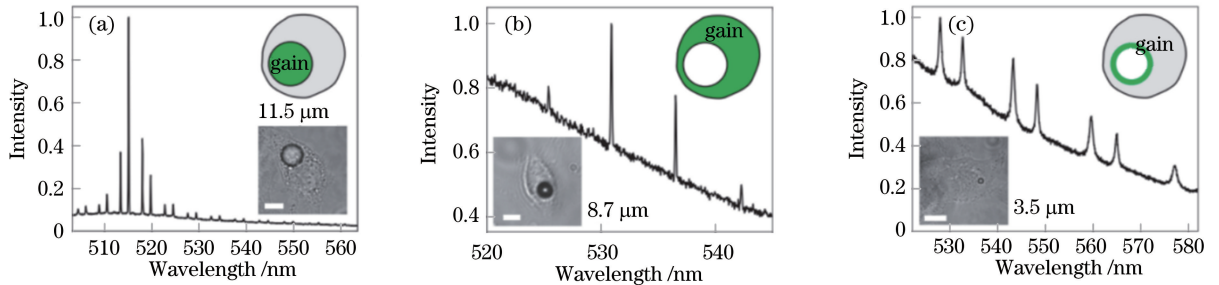 (a)
gain
11.5 μm
Intensity
1.0
0.8
0.6
0.4
0.2
0
510 520 530 540 550 560
Wavelength /nm
(b)
gain
8.7 μm
Intensity
1.0
0.8
0.6
0.4
520 530 540
Wavelength /nm
(c)
gain
3.5 μm
Intensity
1.0
0.8
0.6
0.4
0.2
0
530 540 550 560 570 580
Wavelength /nm